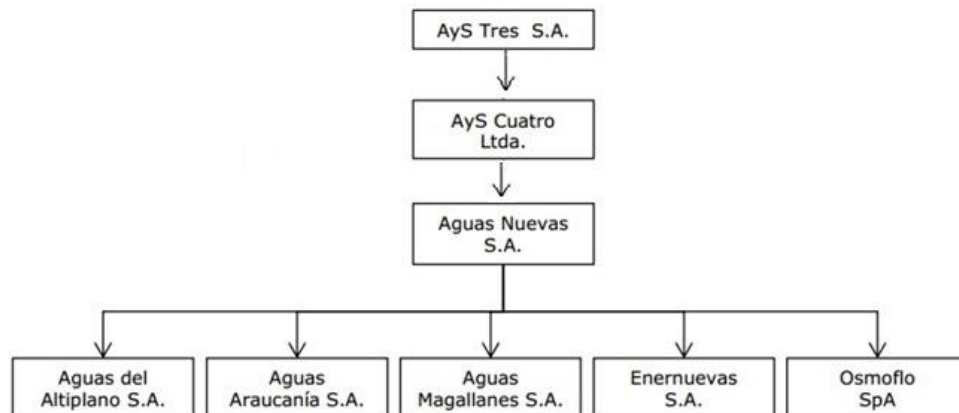 AyS Tres S.A.
AyS Cuatro
Ltda.
Aguas Nuevas
S.A.
Aguas del
Altiplano S.A.
Aguas
Araucanía S.A.
Aguas
Magallanes S.A.
Enernuevas
S.A.
Osmoflo
SpA